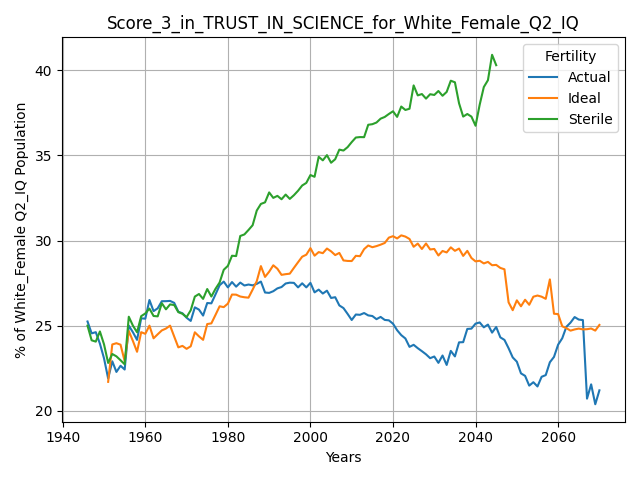 Score_3_in_TRUST_IN_SCIENCE_for_White_Female_Q2_IQ
% of White_Female Q2_IQ Population
40
35
30
25
20
Fertility
Actual
Ideal
Sterile
1940
1960
1980
2000
2020
2040
2060
Years